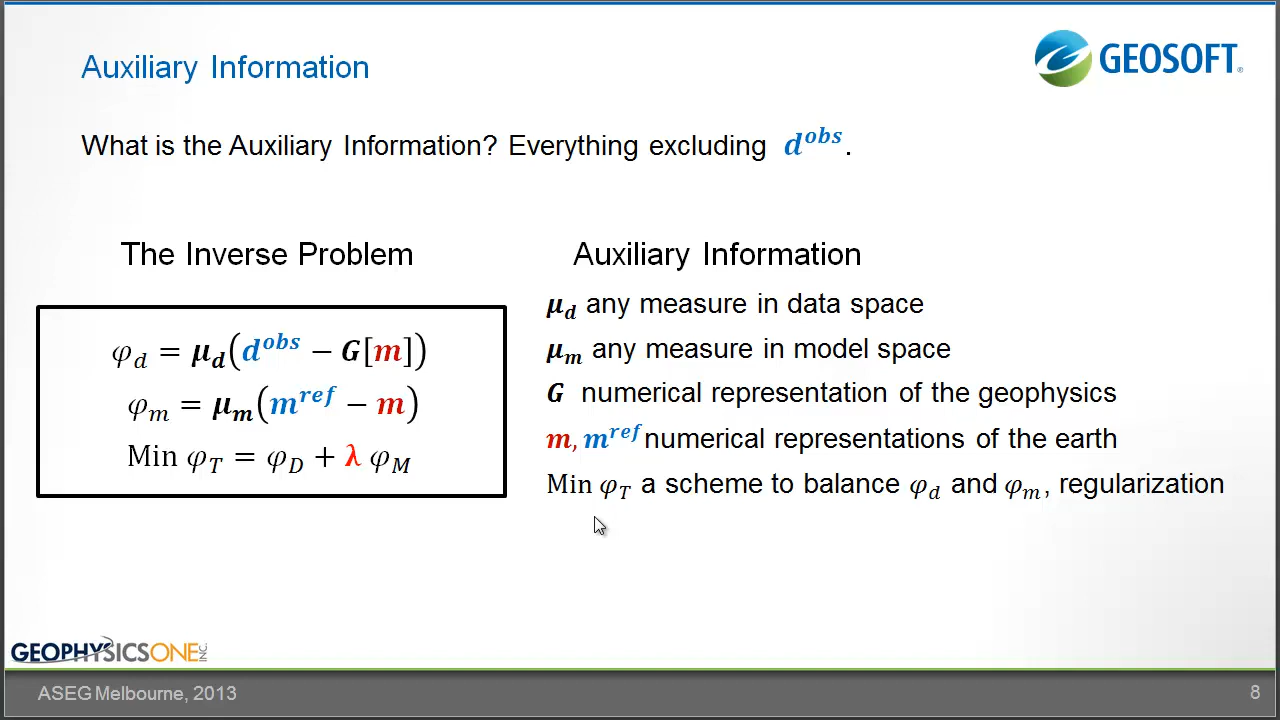 Auxiliary Information
GEOSOFT®
What is the Auxiliary Information? Everything excluding d^obs.
The Inverse Problem
φ_d = μ_d(d^obs − G[m])
φ_m = μ_m(m^ref − m)
Min φ_T = φ_D + λ φ_M
Auxiliary Information
μ_d any measure in data space
μ_m any measure in model space
G numerical representation of the geophysics
m, m^ref numerical representations of the earth
Min φ_T a scheme to balance φ_d and φ_m, regularization
GEOPHYSICSONE INC.
ASEG Melbourne, 2013
8